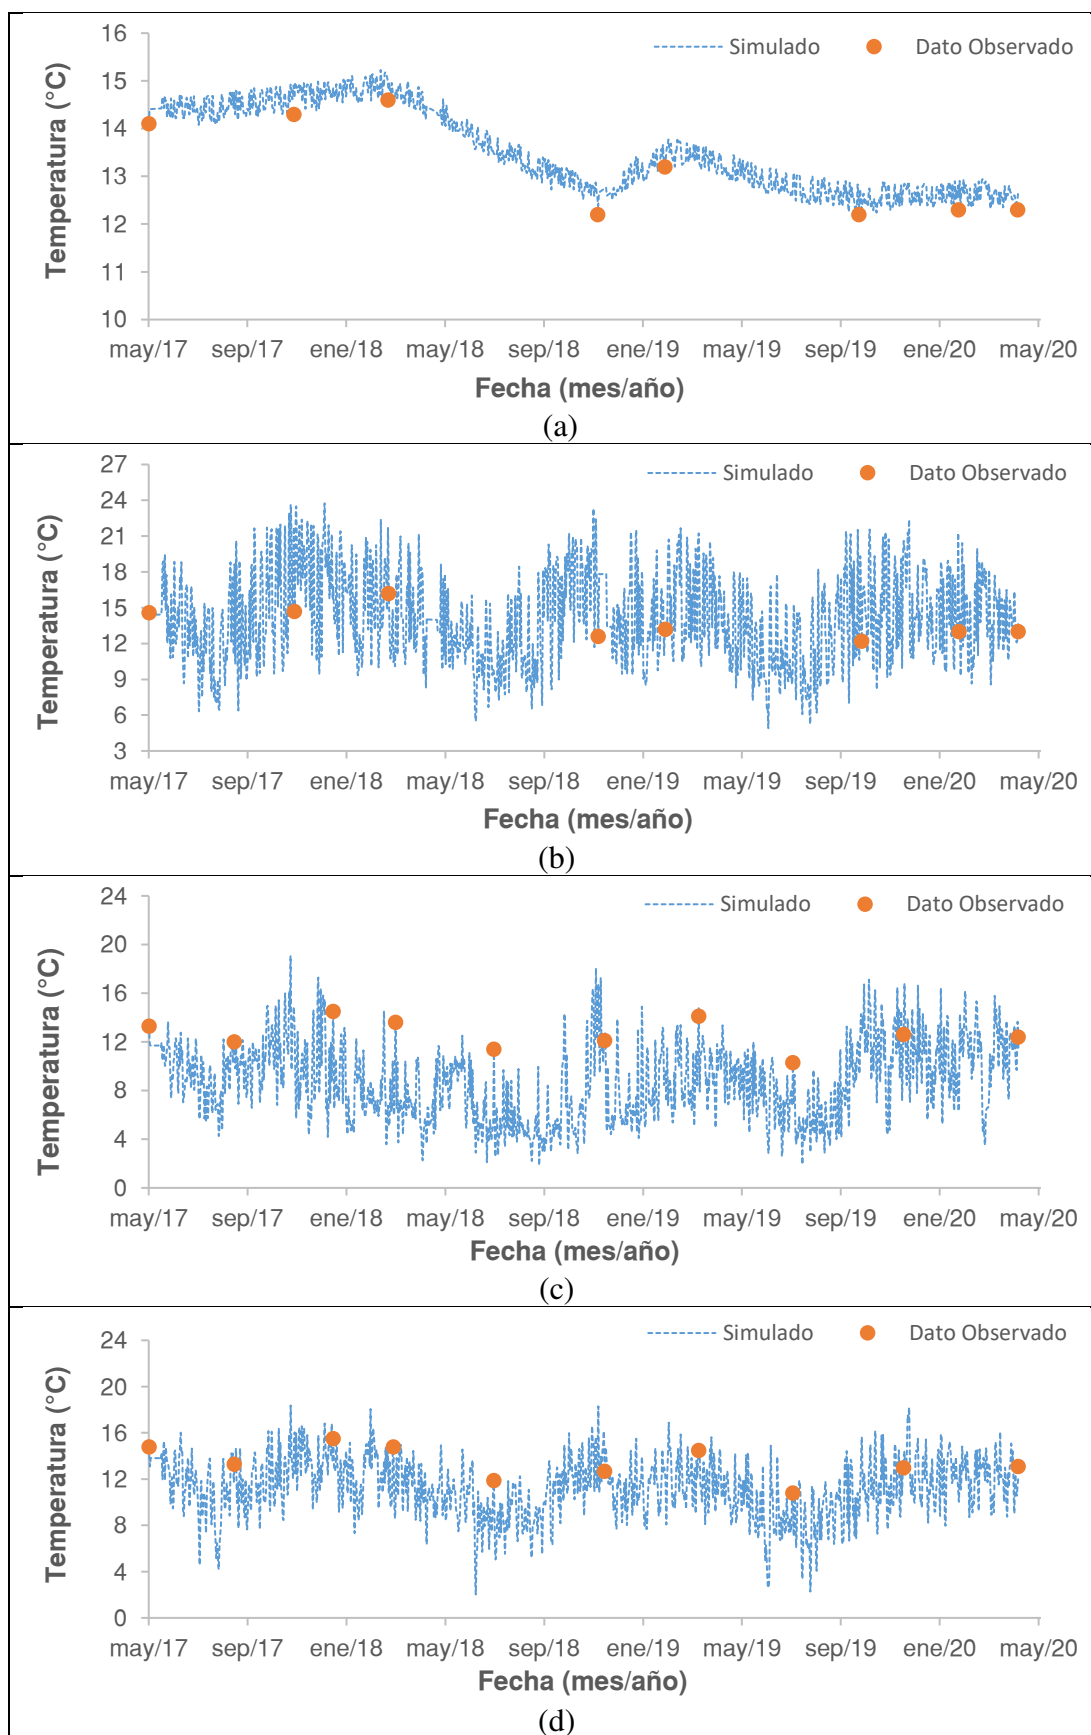 Simulado Dato Observado
Temperatura (°C)
16
15
14
13
12
11
10
may/17 sep/17 ene/18 may/18 sep/18 ene/19 may/19 sep/19 ene/20 may/20
Fecha (mes/año)
(a)
Simulado Dato Observado
Temperatura (°C)
27
24
21
18
15
12
9
6
3
may/17 sep/17 ene/18 may/18 sep/18 ene/19 may/19 sep/19 ene/20 may/20
Fecha (mes/año)
(b)
Simulado Dato Observado
Temperatura (°C)
24
20
16
12
8
4
0
may/17 sep/17 ene/18 may/18 sep/18 ene/19 may/19 sep/19 ene/20 may/20
Fecha (mes/año)
(c)
Simulado Dato Observado
Temperatura (°C)
24
20
16
12
8
4
0
may/17 sep/17 ene/18 may/18 sep/18 ene/19 may/19 sep/19 ene/20 may/20
Fecha (mes/año)
(d)